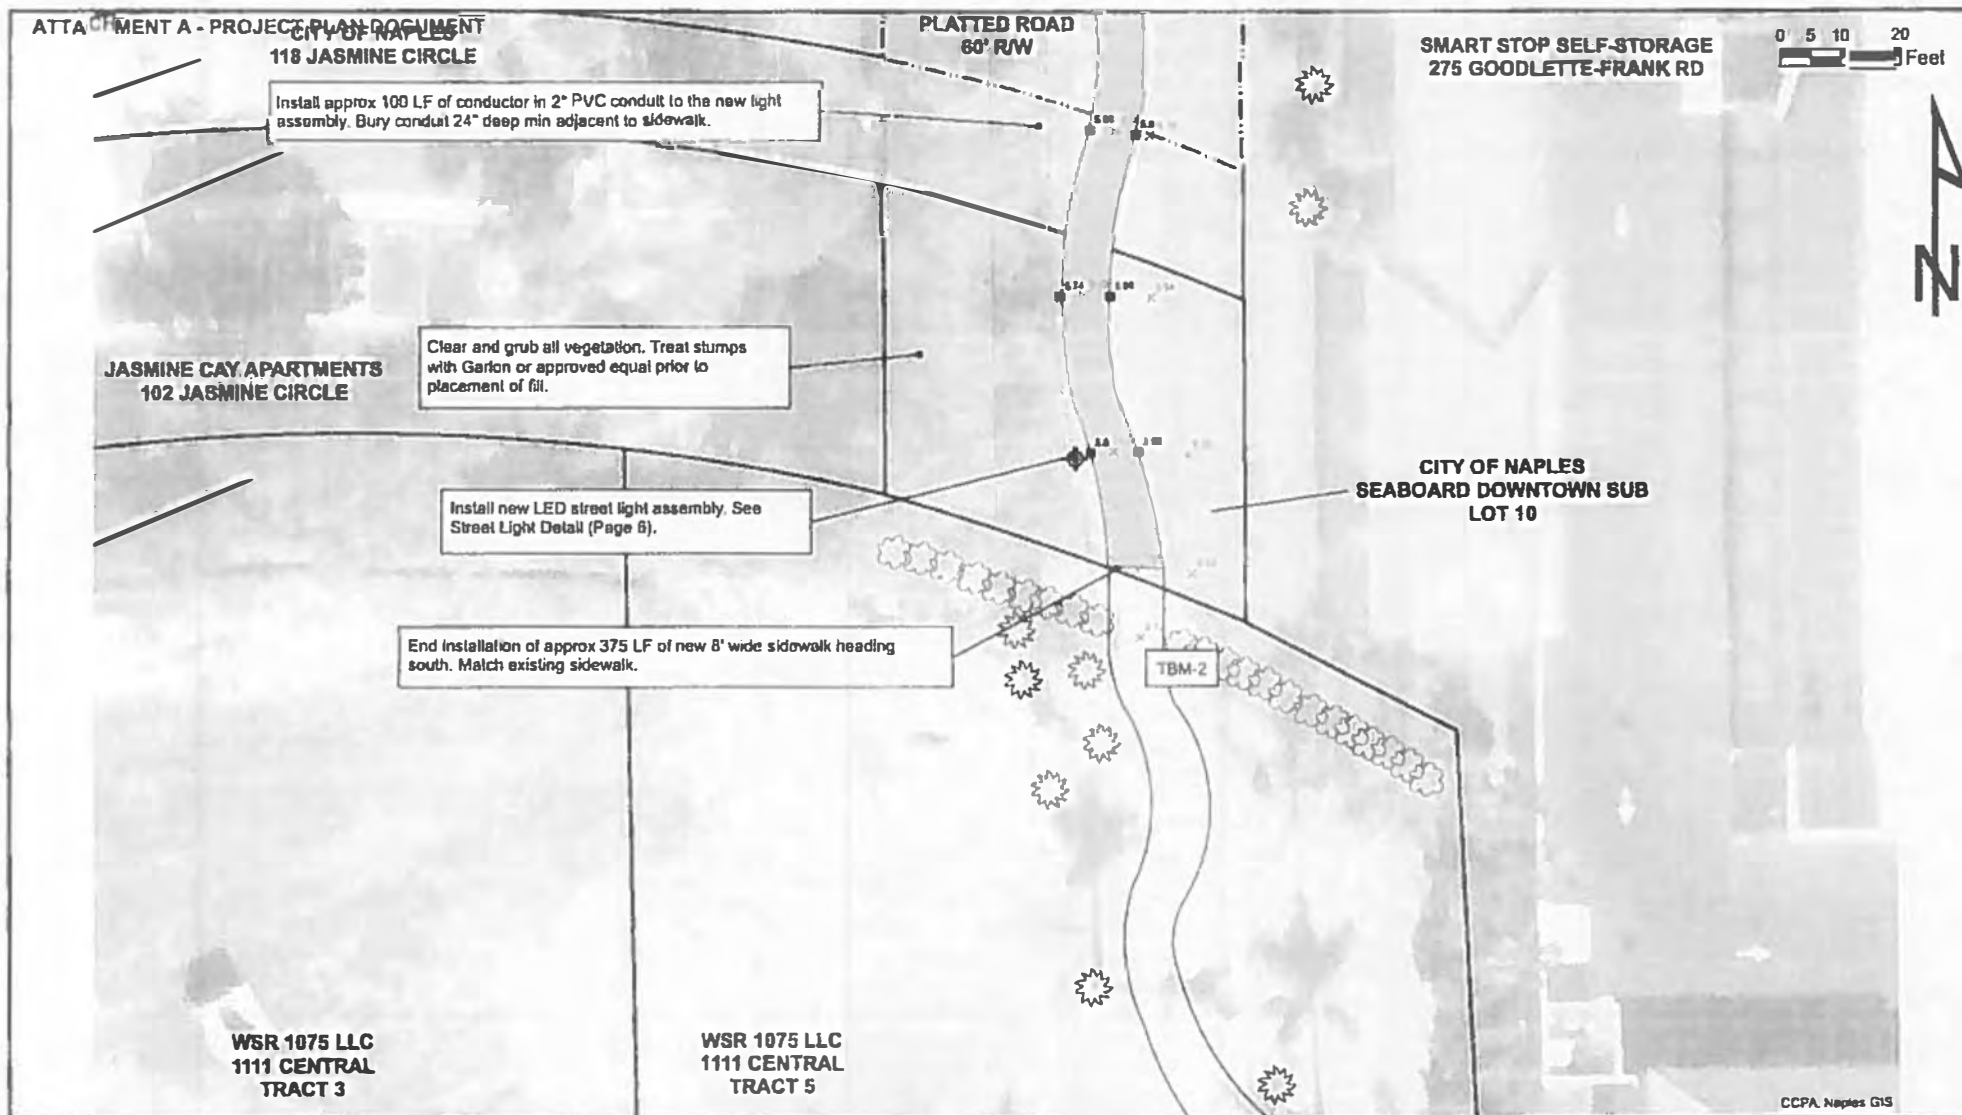 ATTACHMENT A - PROJECT PLAN DOCUMENT
CITY OF NAPLES
118 JASMINE CIRCLE
PLATTED ROAD
60' R/W
SMART STOP SELF-STORAGE
275 GOODLETTE-FRANK RD
0 5 10 20
Feet
Install approx 100 LF of conductor in 2" PVC conduit to the new light
assembly. Bury conduit 24" deep min adjacent to sidewalk.
N
Clear and grub all vegetation. Treat stumps
with Garlon or approved equal prior to
placement of fill.
JASMINE CAY APARTMENTS
102 JASMINE CIRCLE
Install new LED street light assembly. See
Street Light Detail (Page 6).
CITY OF NAPLES
SEABOARD DOWNTOWN SUB
LOT 10
End installation of approx 375 LF of new 8' wide sidewalk heading
south. Match existing sidewalk.
TBM-2
WSR 1075 LLC
1111 CENTRAL
TRACT 3
WSR 1075 LLC
1111 CENTRAL
TRACT 5
CCPA, Naples GIS